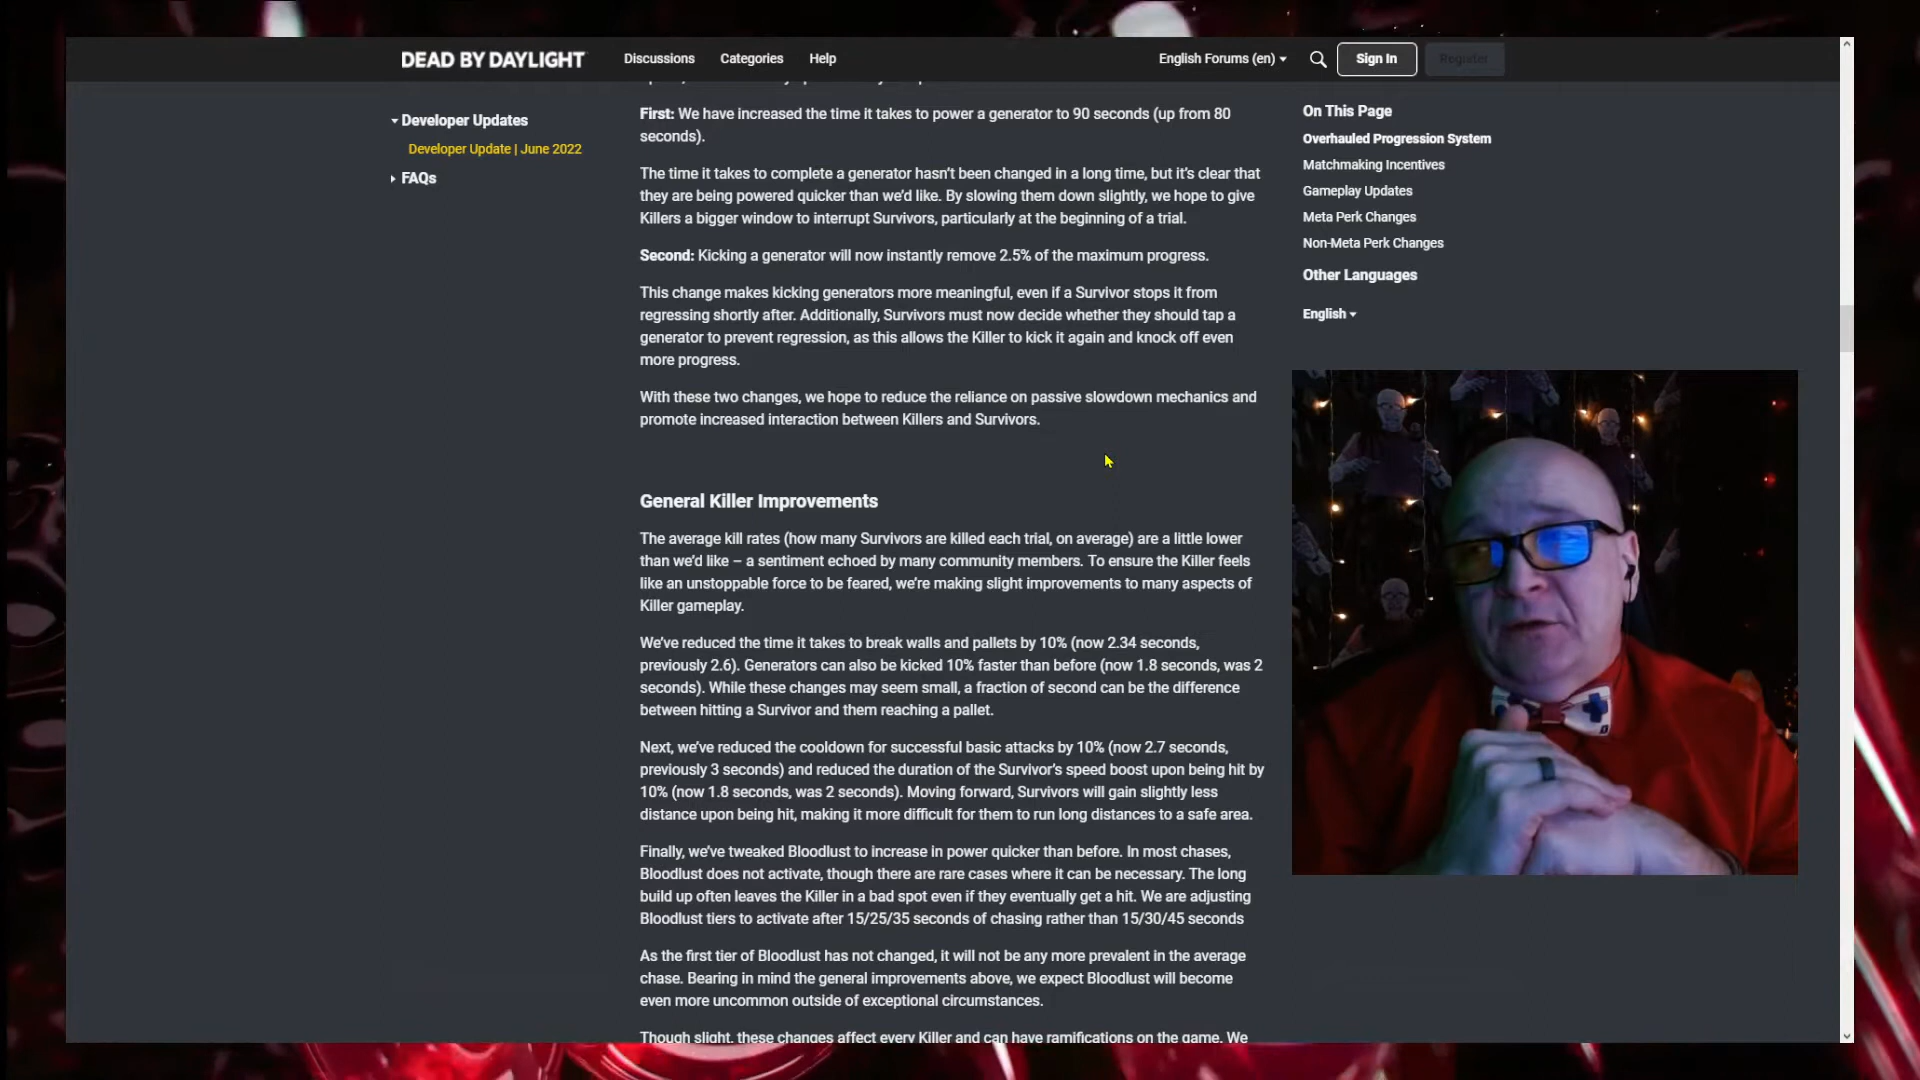 DEAD BY DAYLIGHT
Discussions
Categories
Help
English Forums (en)
Sign In
Register
Developer Updates
Developer Update | June 2022
FAQs
First: We have increased the time it takes to power a generator to 90 seconds (up from 80
seconds).
The time it takes to complete a generator hasn't been changed in a long time, but it's clear that
they are being powered quicker than we'd like. By slowing them down slightly, we hope to give
Killers a bigger window to interrupt Survivors, particularly at the beginning of a trial.
Second: Kicking a generator will now instantly remove 2.5% of the maximum progress.
This change makes kicking generators more meaningful, even if a Survivor stops it from
regressing shortly after. Additionally, Survivors must now decide whether they should tap a
generator to prevent regression, as this allows the Killer to kick it again and knock off even
more progress.
With these two changes, we hope to reduce the reliance on passive slowdown mechanics and
promote increased interaction between Killers and Survivors.
General Killer Improvements
The average kill rates (how many Survivors are killed each trial, on average) are a little lower
than we'd like – a sentiment echoed by many community members. To ensure the Killer feels
like an unstoppable force to be feared, we're making slight improvements to many aspects of
Killer gameplay.
We've reduced the time it takes to break walls and pallets by 10% (now 2.34 seconds,
previously 2.6). Generators can also be kicked 10% faster than before (now 1.8 seconds, was 2
seconds). While these changes may seem small, a fraction of second can be the difference
between hitting a Survivor and them reaching a pallet.
Next, we've reduced the cooldown for successful basic attacks by 10% (now 2.7 seconds,
previously 3 seconds) and reduced the duration of the Survivor's speed boost upon being hit by
10% (now 1.8 seconds, was 2 seconds). Moving forward, Survivors will gain slightly less
distance upon being hit, making it more difficult for them to run long distances to a safe area.
Finally, we've tweaked Bloodlust to increase in power quicker than before. In most chases,
Bloodlust does not activate, though there are rare cases where it can be necessary. The long
build up often leaves the Killer in a bad spot even if they eventually get a hit. We are adjusting
Bloodlust tiers to activate after 15/25/35 seconds of chasing rather than 15/30/45 seconds
As the first tier of Bloodlust has not changed, it will not be any more prevalent in the average
chase. Bearing in mind the general improvements above, we expect Bloodlust will become
even more uncommon outside of exceptional circumstances.
Though slight, these changes affect every Killer and can have ramifications on the game. We
On This Page
Overhauled Progression System
Matchmaking Incentives
Gameplay Updates
Meta Perk Changes
Non-Meta Perk Changes
Other Languages
English